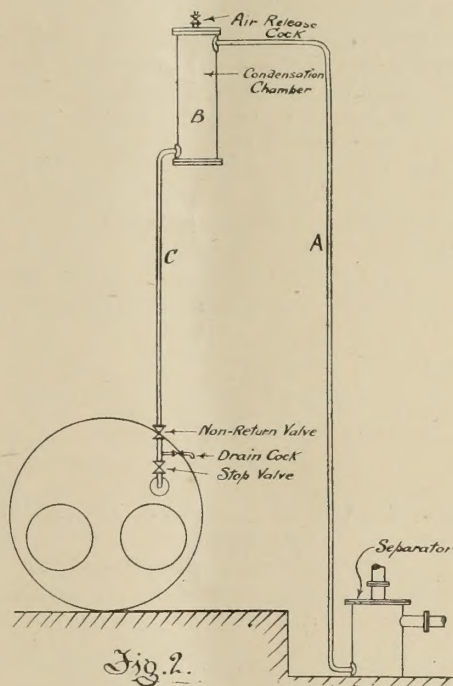 Air Release
Cock
Condensation
Chamber
B
C
A
Non-Return Valve
Drain Cock
Stop Valve
Separator
Fig. 2.